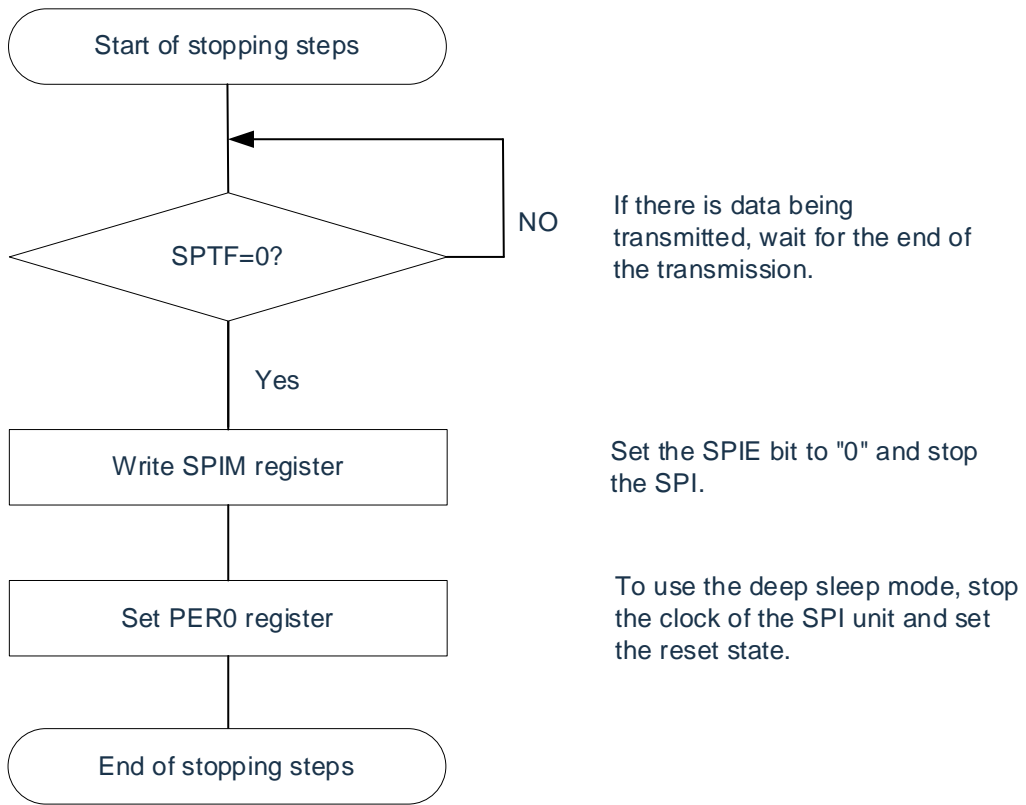 Start of stopping steps
SPTF=0?
NO
If there is data being
transmitted, wait for the end of
the transmission.
Yes
Write SPIM register
Set the SPIE bit to "0" and stop
the SPI.
Set PER0 register
To use the deep sleep mode, stop
the clock of the SPI unit and set
the reset state.
End of stopping steps